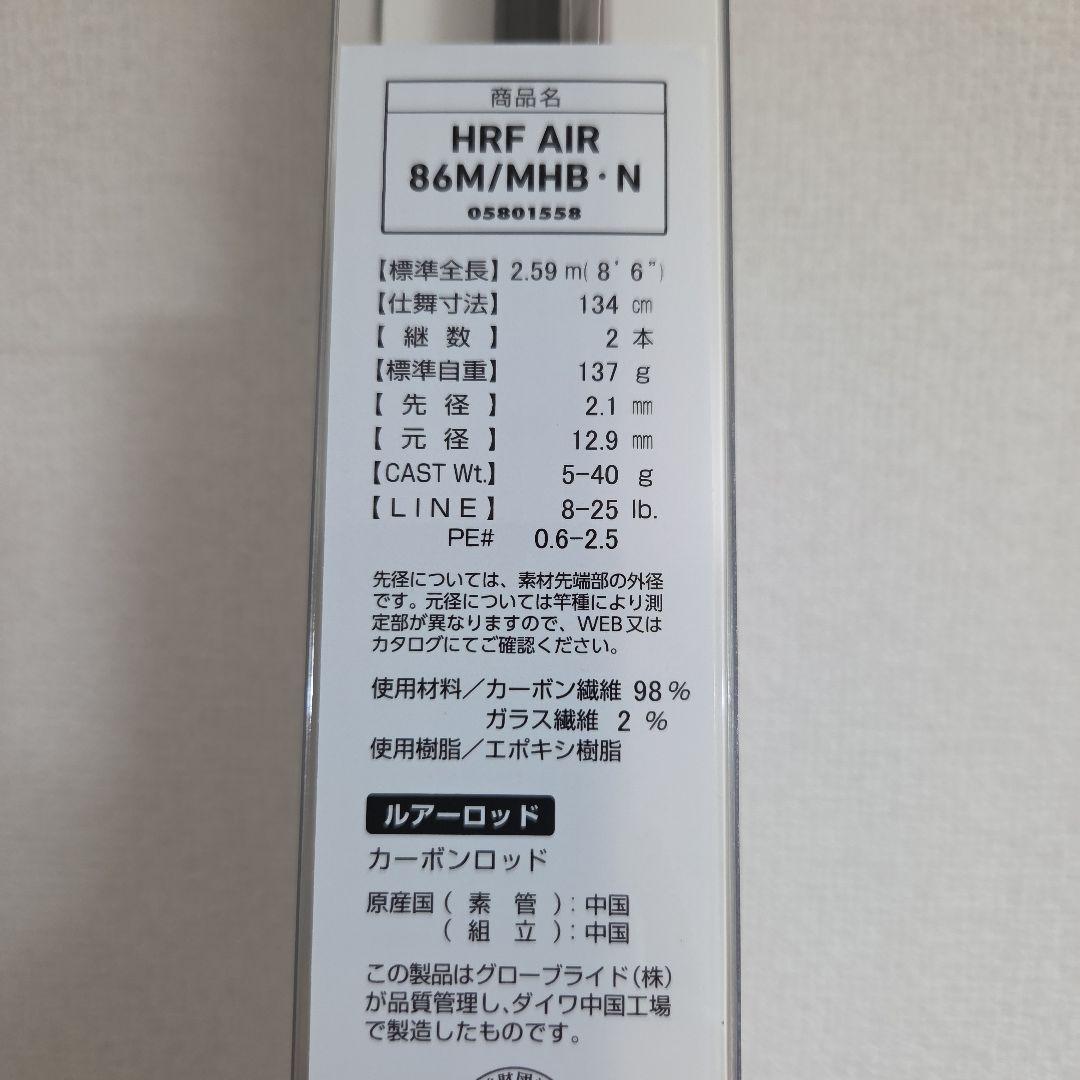 商品名
HRF AIR
86M/MHB・N
05801558
【標準全長】 2.59 m( 8' 6")
【仕舞寸法】 134 cm
【 継 数 】 2 本
【標準自重】 137 g
【 先 径 】 2.1 mm
【 元 径 】 12.9 mm
【CAST Wt.】 5-40 g
【LINE】 8-25 lb.
PE# 0.6-2.5
先径については、素材先端部の外径
です。元径については竿種により測
定部が異なりますので、WEB又は
カタログにてご確認ください。
使用材料／カーボン繊維 98 %
ガラス繊維 2 %
使用樹脂／エポキシ樹脂
ルアーロッド
カーボンロッド
原産国 ( 素 管 ) : 中国
( 組 立 ) : 中国
この製品はグローブライド(株)
が品質管理し、ダイワ中国工場
で製造したものです。
財団